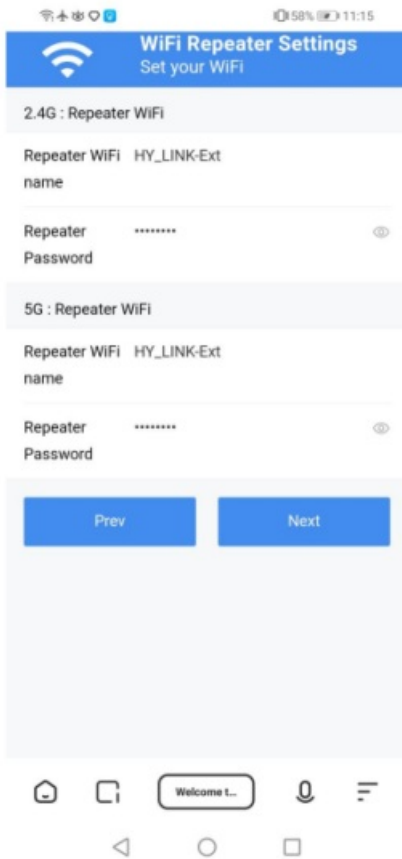 58% 11:15
WiFi Repeater Settings
Set your WiFi
2.4G : Repeater WiFi
Repeater WiFi HY_LINK-Ext
name
Repeater ••••••••
Password
5G : Repeater WiFi
Repeater WiFi HY_LINK-Ext
name
Repeater ••••••••
Password
Prev Next
Welcome t...